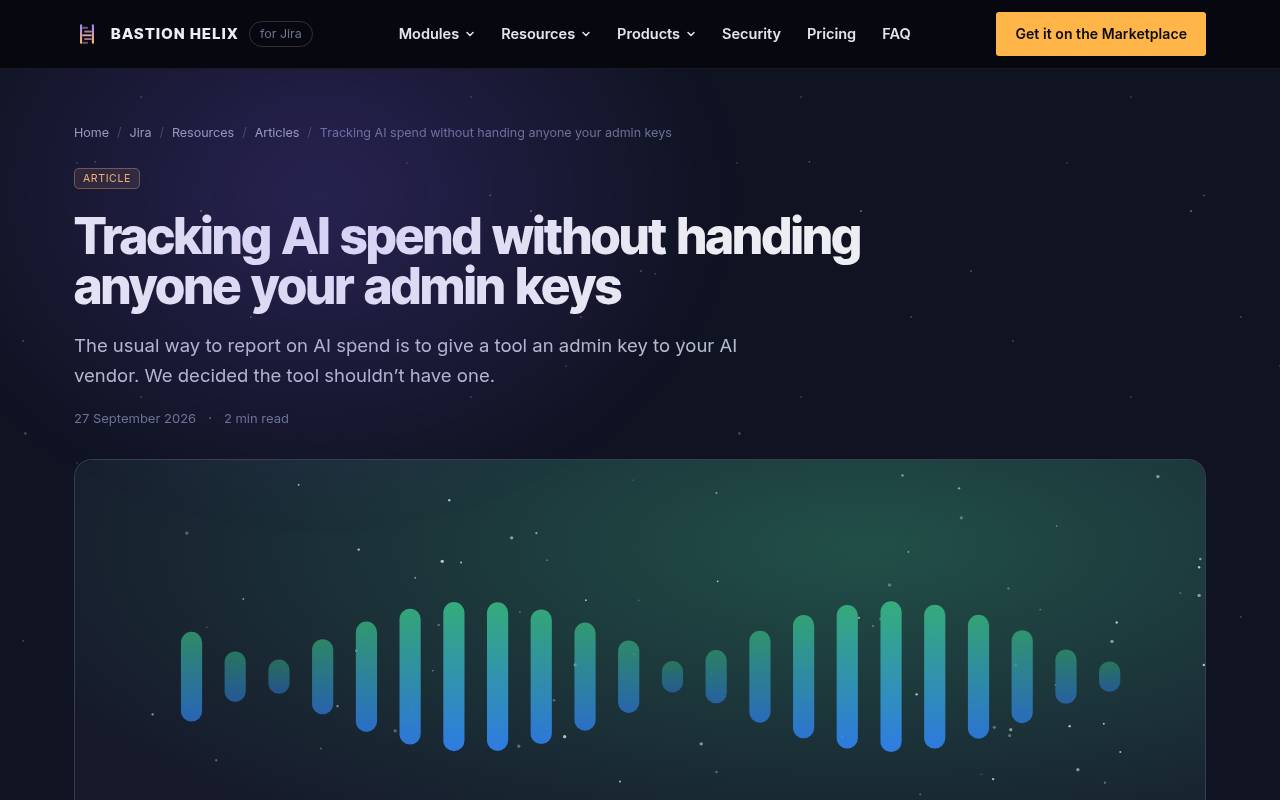 BASTION HELIX for Jira Modules Resources Products Security Pricing FAQ Get it on the Marketplace
Home / Jira / Resources / Articles / Tracking AI spend without handing anyone your admin keys
ARTICLE
Tracking AI spend without handing
anyone your admin keys
The usual way to report on AI spend is to give a tool an admin key to your AI
vendor. We decided the tool shouldn’t have one.
27 September 2026 · 2 min read